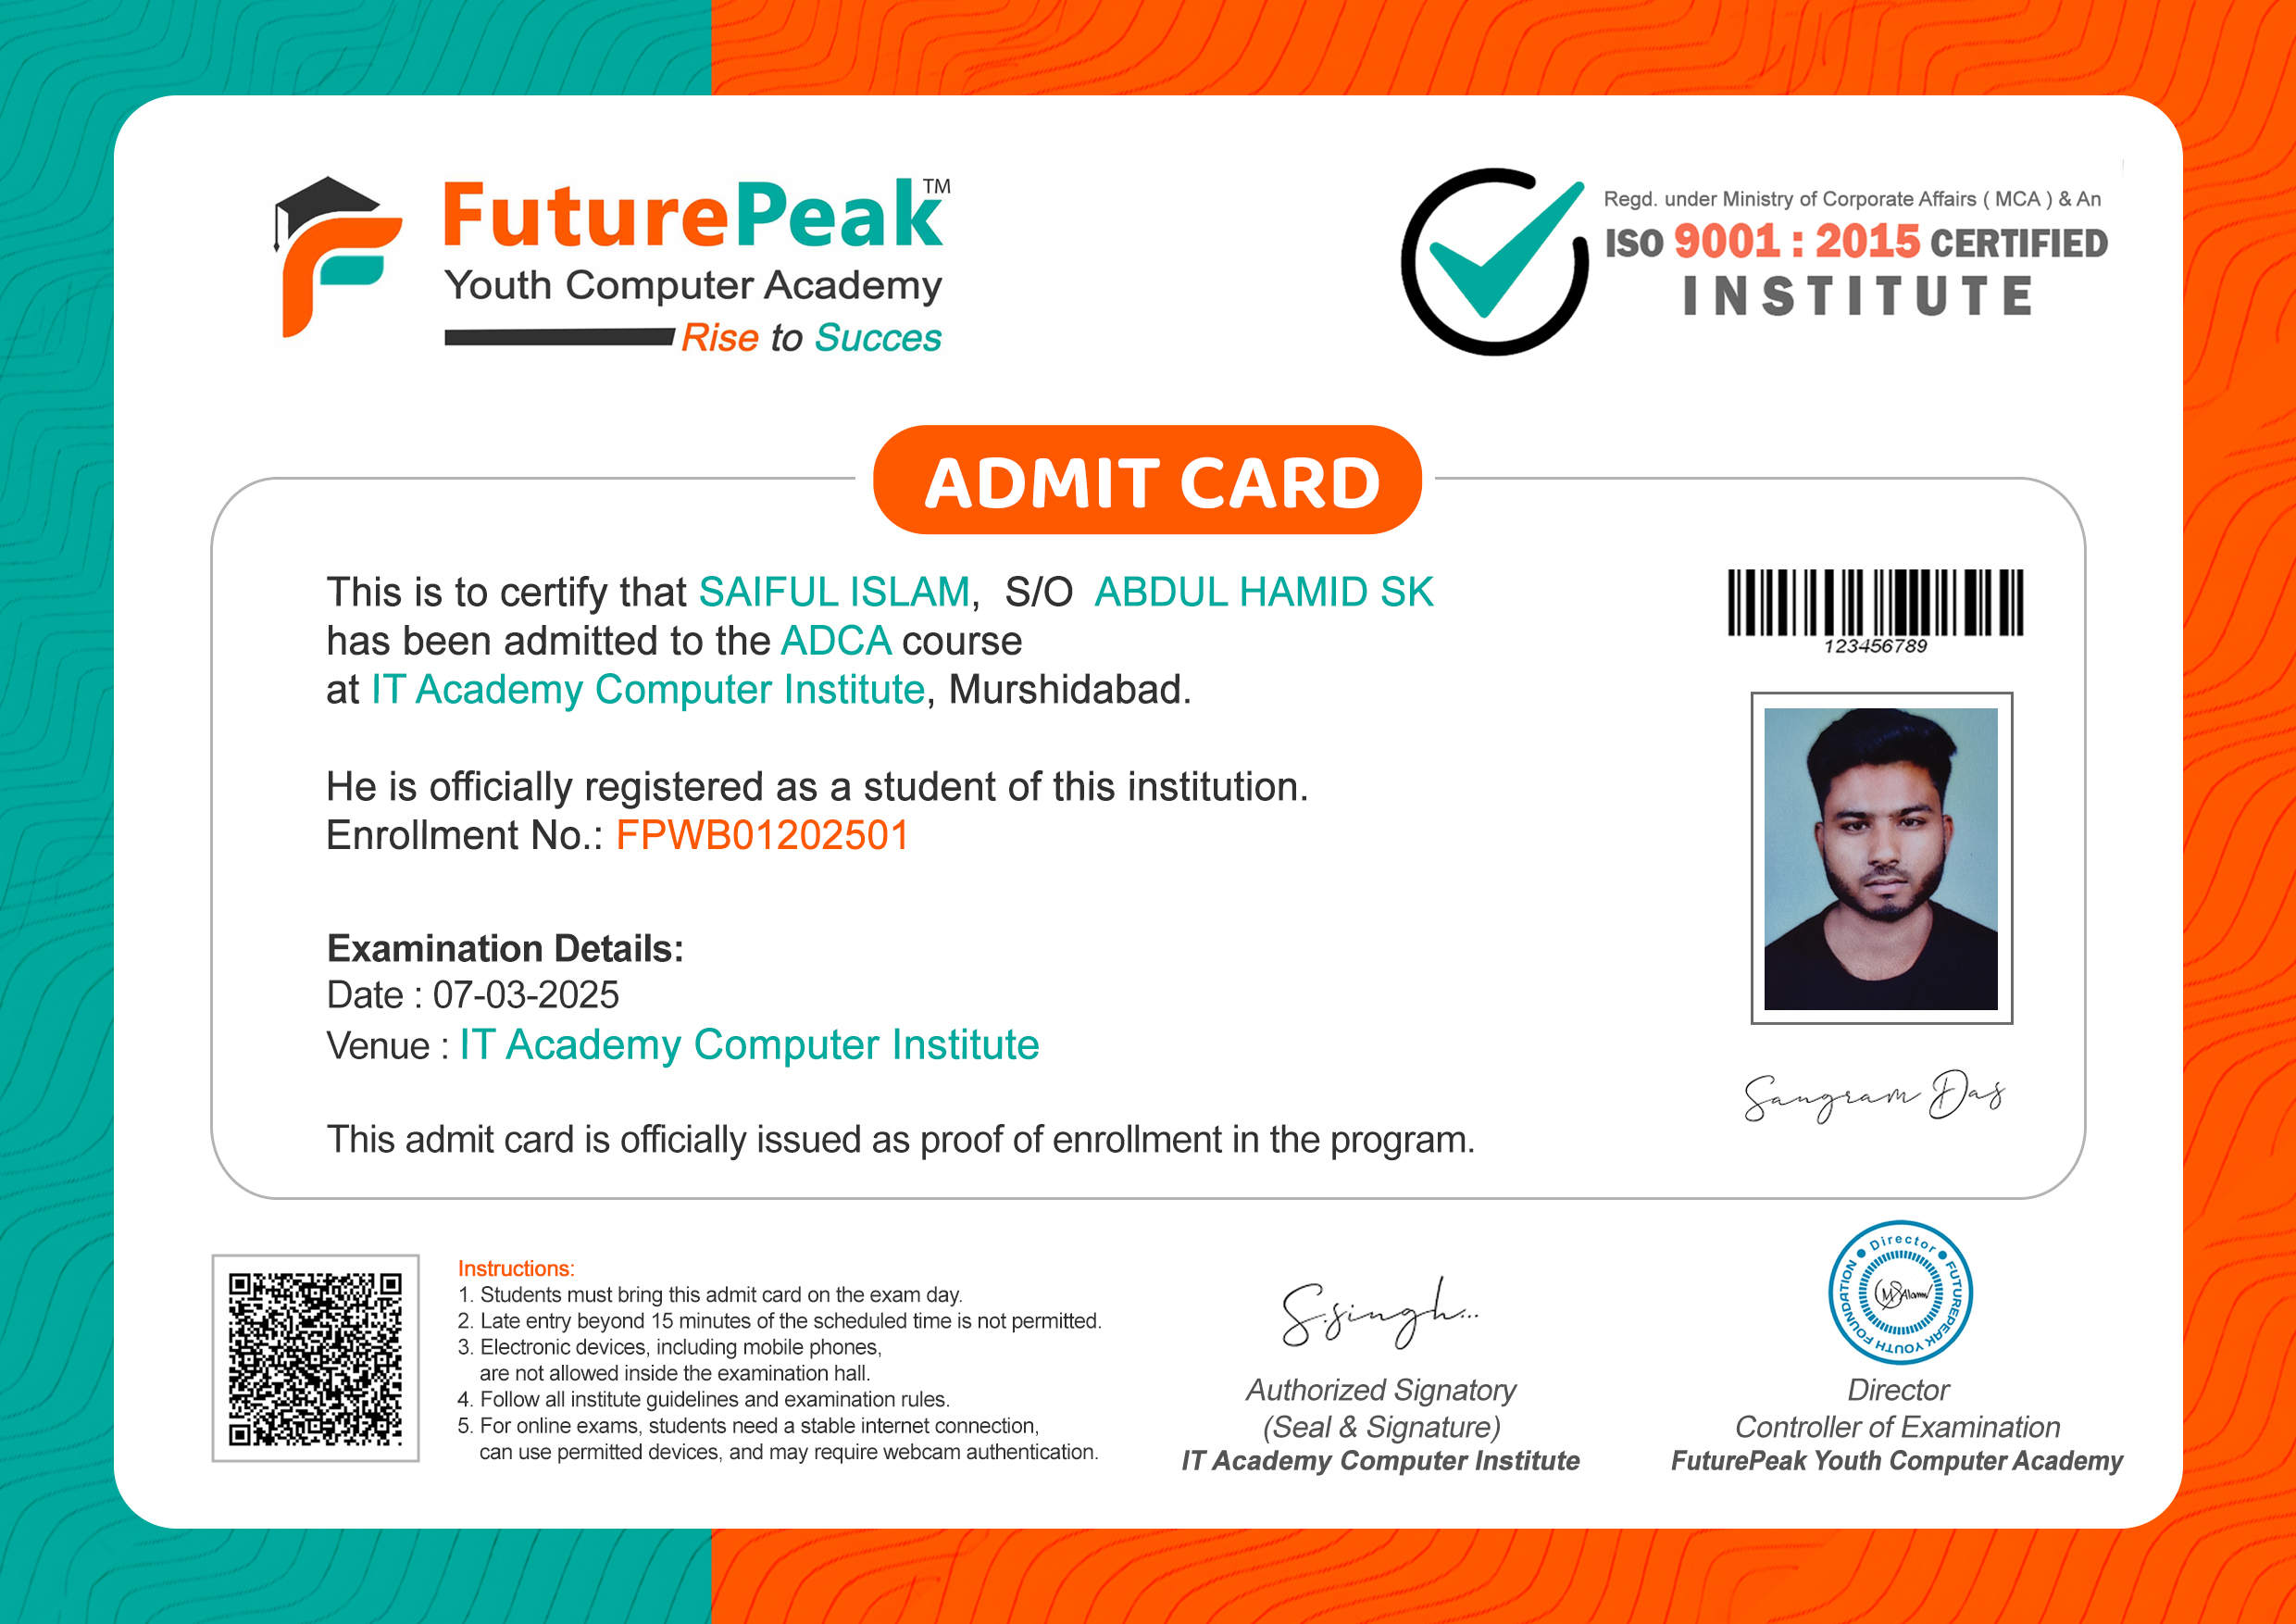 FuturePeak™
Youth Computer Academy
Rise to Succes
Regd. under Ministry of Corporate Affairs ( MCA ) & An
ISO 9001 : 2015 CERTIFIED
INSTITUTE
ADMIT CARD
This is to certify that SAIFUL ISLAM, S/O ABDUL HAMID SK
has been admitted to the ADCA course
at IT Academy Computer Institute, Murshidabad.
123456789
He is officially registered as a student of this institution.
Enrollment No.: FPWB01202501
Examination Details:
Date : 07-03-2025
Venue : IT Academy Computer Institute
Sangram Das
This admit card is officially issued as proof of enrollment in the program.
Instructions:
1. Students must bring this admit card on the exam day.
2. Late entry beyond 15 minutes of the scheduled time is not permitted.
3. Electronic devices, including mobile phones,
are not allowed inside the examination hall.
4. Follow all institute guidelines and examination rules.
5. For online exams, students need a stable internet connection,
can use permitted devices, and may require webcam authentication.
S.singh...
Authorized Signatory
(Seal & Signature)
IT Academy Computer Institute
Director
FUTUREPEAK YOUTH FOUNDATION
MSAlamm
Director
Controller of Examination
FuturePeak Youth Computer Academy